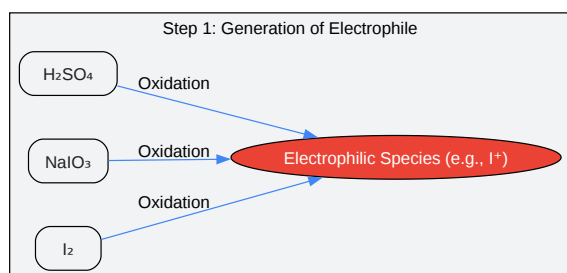 Step 1: Generation of Electrophile
H₂SO₄
Oxidation
NaIO₃
Oxidation
Electrophilic Species (e.g., I⁺)
Oxidation
I₂